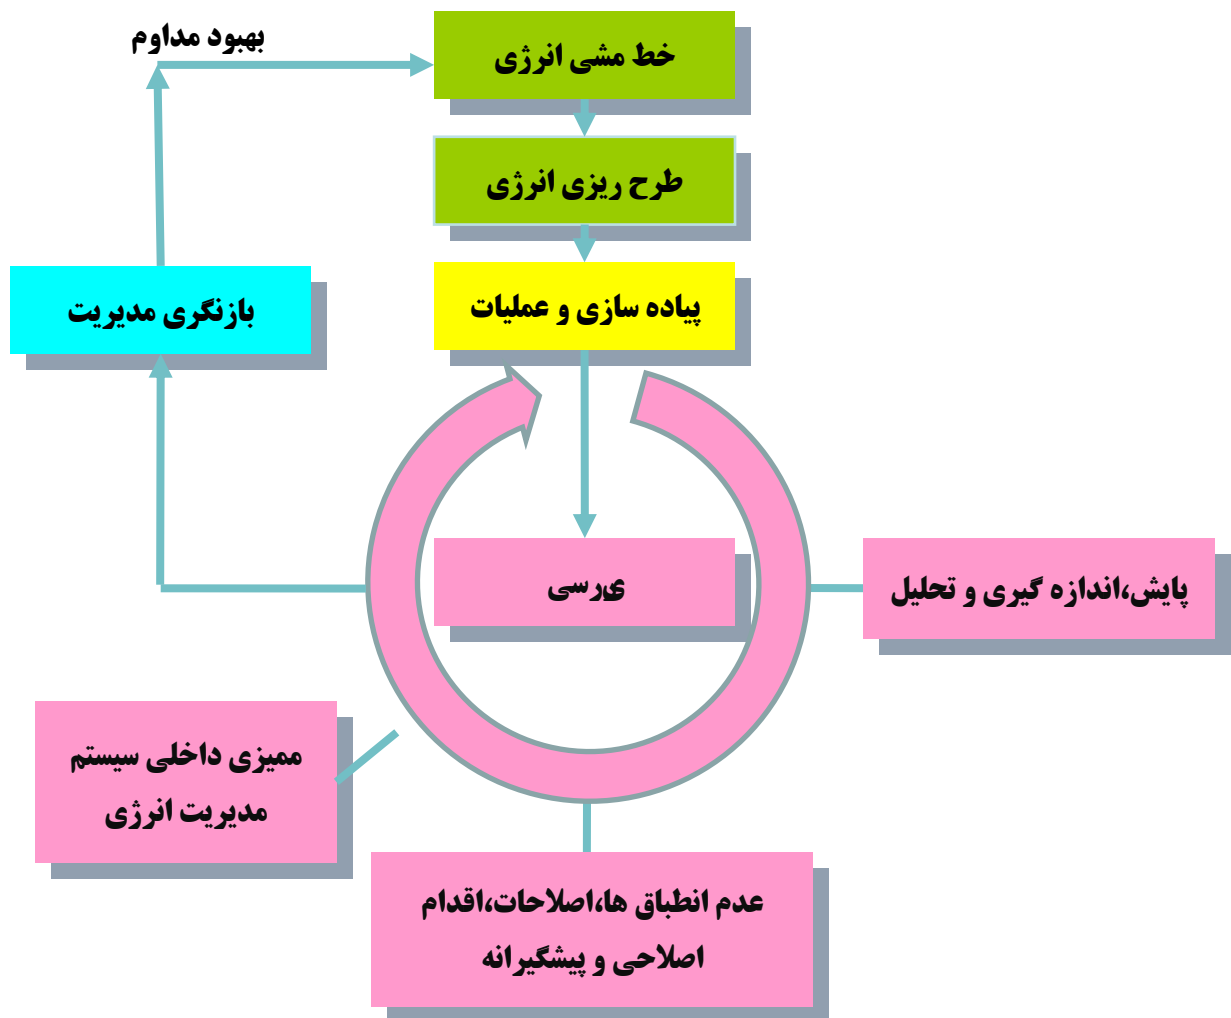 بهبود مداوم
خط مشی انرژی
طرح ریزی انرژی
پیاده سازی و عملیات
بازنگری مدیریت
پایش،اندازه گیری و تحلیل
ممیزی داخلی سیستم
مدیریت انرژی
عدم انطباق ها،اصلاحات،اقدام
اصلاحی و پیشگیرانه